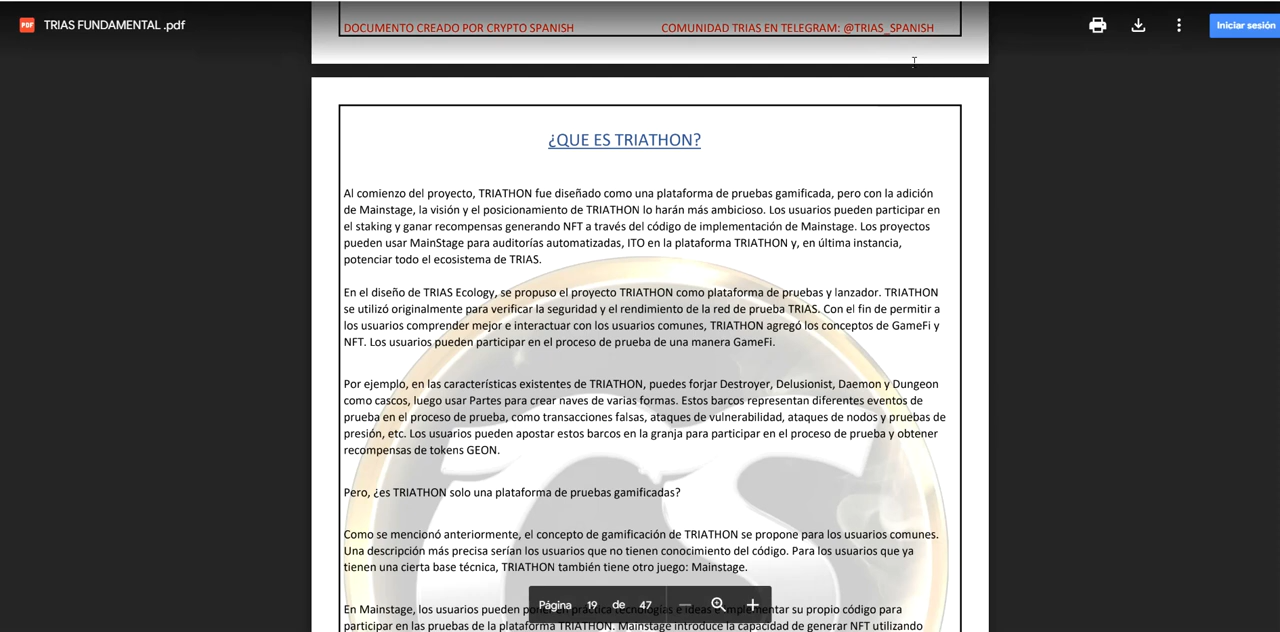 TRIAS FUNDAMENTAL .pdf
Iniciar sesión
DOCUMENTO CREADO POR CRYPTO SPANISH COMUNIDAD TRIAS EN TELEGRAM: @TRIAS_SPANISH
¿QUE ES TRIATHON?
Al comienzo del proyecto, TRIATHON fue diseñado como una plataforma de pruebas gamificada, pero con la adición
de Mainstage, la visión y el posicionamiento de TRIATHON lo harán más ambicioso. Los usuarios pueden participar en
el staking y ganar recompensas generando NFT a través del código de implementación de Mainstage. Los proyectos
pueden usar MainStage para auditorías automatizadas, ITO en la plataforma TRIATHON y, en última instancia,
potenciar todo el ecosistema de TRIAS.
En el diseño de TRIAS Ecology, se propuso el proyecto TRIATHON como plataforma de pruebas y lanzador. TRIATHON
se utilizó originalmente para verificar la seguridad y el rendimiento de la red de prueba TRIAS. Con el fin de permitir a
los usuarios comprender mejor e interactuar con los usuarios comunes, TRIATHON agregó los conceptos de GameFi y
NFT. Los usuarios pueden participar en el proceso de prueba de una manera GameFi.
Por ejemplo, en las características existentes de TRIATHON, puedes forjar Destroyer, Delusionist, Daemon y Dungeon
como cascos, luego usar Partes para crear naves de varias formas. Estos barcos representan diferentes eventos de
prueba en el proceso de prueba, como transacciones falsas, ataques de vulnerabilidad, ataques de nodos y pruebas de
presión, etc. Los usuarios pueden apostar estos barcos en la granja para participar en el proceso de prueba y obtener
recompensas de tokens GEON.
Pero, ¿es TRIATHON solo una plataforma de pruebas gamificadas?
Como se mencionó anteriormente, el concepto de gamificación de TRIATHON se propone para los usuarios comunes.
Una descripción más precisa serían los usuarios que no tienen conocimiento del código. Para los usuarios que ya
tienen una cierta base técnica, TRIATHON también tiene otro juego: Mainstage.
En Mainstage, los usuarios pueden poner en práctica tecnologías e ideas e implementar su propio código para
Página 19 de 47
participar en las pruebas de la plataforma TRIATHON. Mainstage introduce la capacidad de generar NFT utilizando